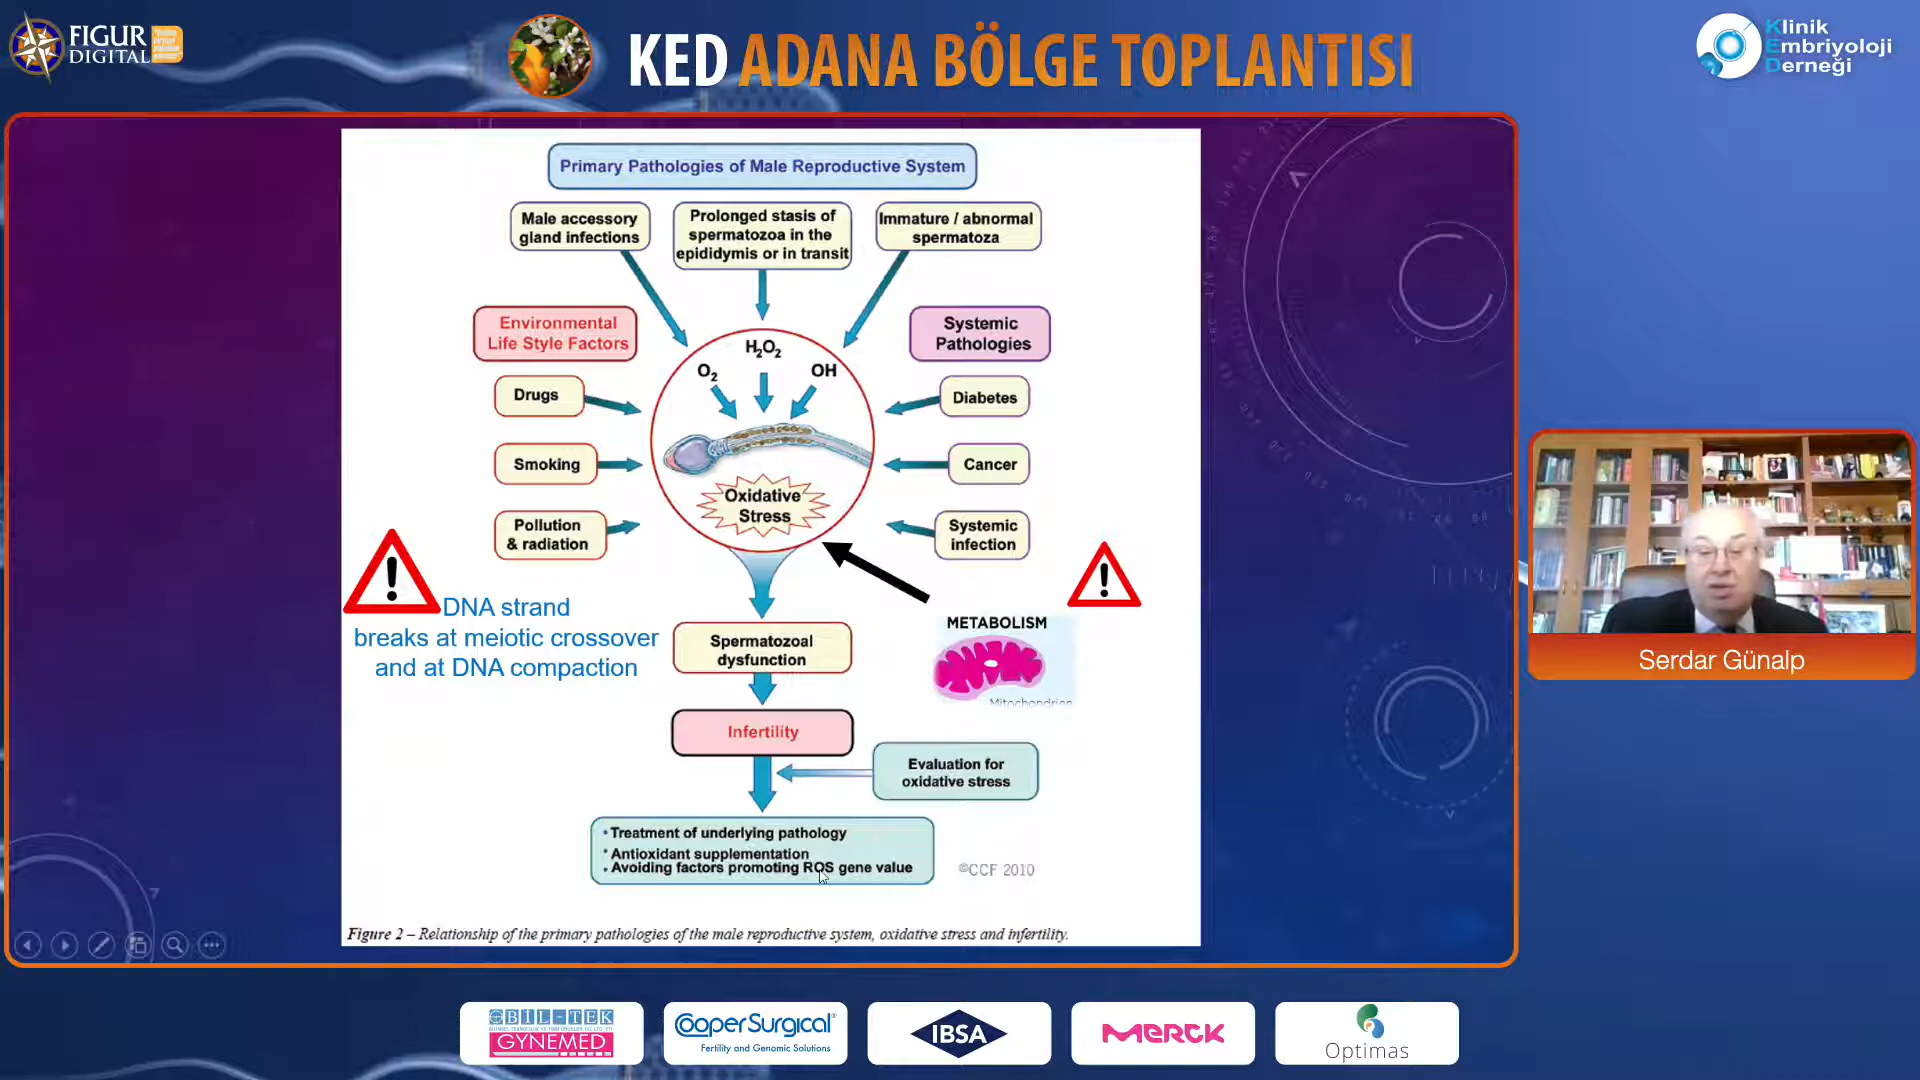 FIGUR
DIGITAL
KED ADANA BÖLGE TOPLANTISI
Klinik
Embriyoloji
Derneği
Primary Pathologies of Male Reproductive System
Male accessory
gland infections
Prolonged stasis of
spermatozoa in the
epididymis or in transit
Immature / abnormal
spermatoza
Environmental
Life Style Factors
Systemic
Pathologies
H2O2
O2
OH
Drugs
Diabetes
Smoking
Cancer
Oxidative
Stress
Pollution
& radiation
Systemic
infection
DNA strand
breaks at meiotic crossover
and at DNA compaction
METABOLISM
Mitochondrion
Spermatozoal
dysfunction
Infertility
Evaluation for
oxidative stress
• Treatment of underlying pathology
• Antioxidant supplementation
• Avoiding factors promoting ROS gene value
©CCF 2010
Figure 2 – Relationship of the primary pathologies of the male reproductive system, oxidative stress and infertility.
Serdar Günalp
BİL-TEK
GYNEMED
CooperSurgical®
Fertility and Genomic Solutions
IBSA
MERCK
Optimas